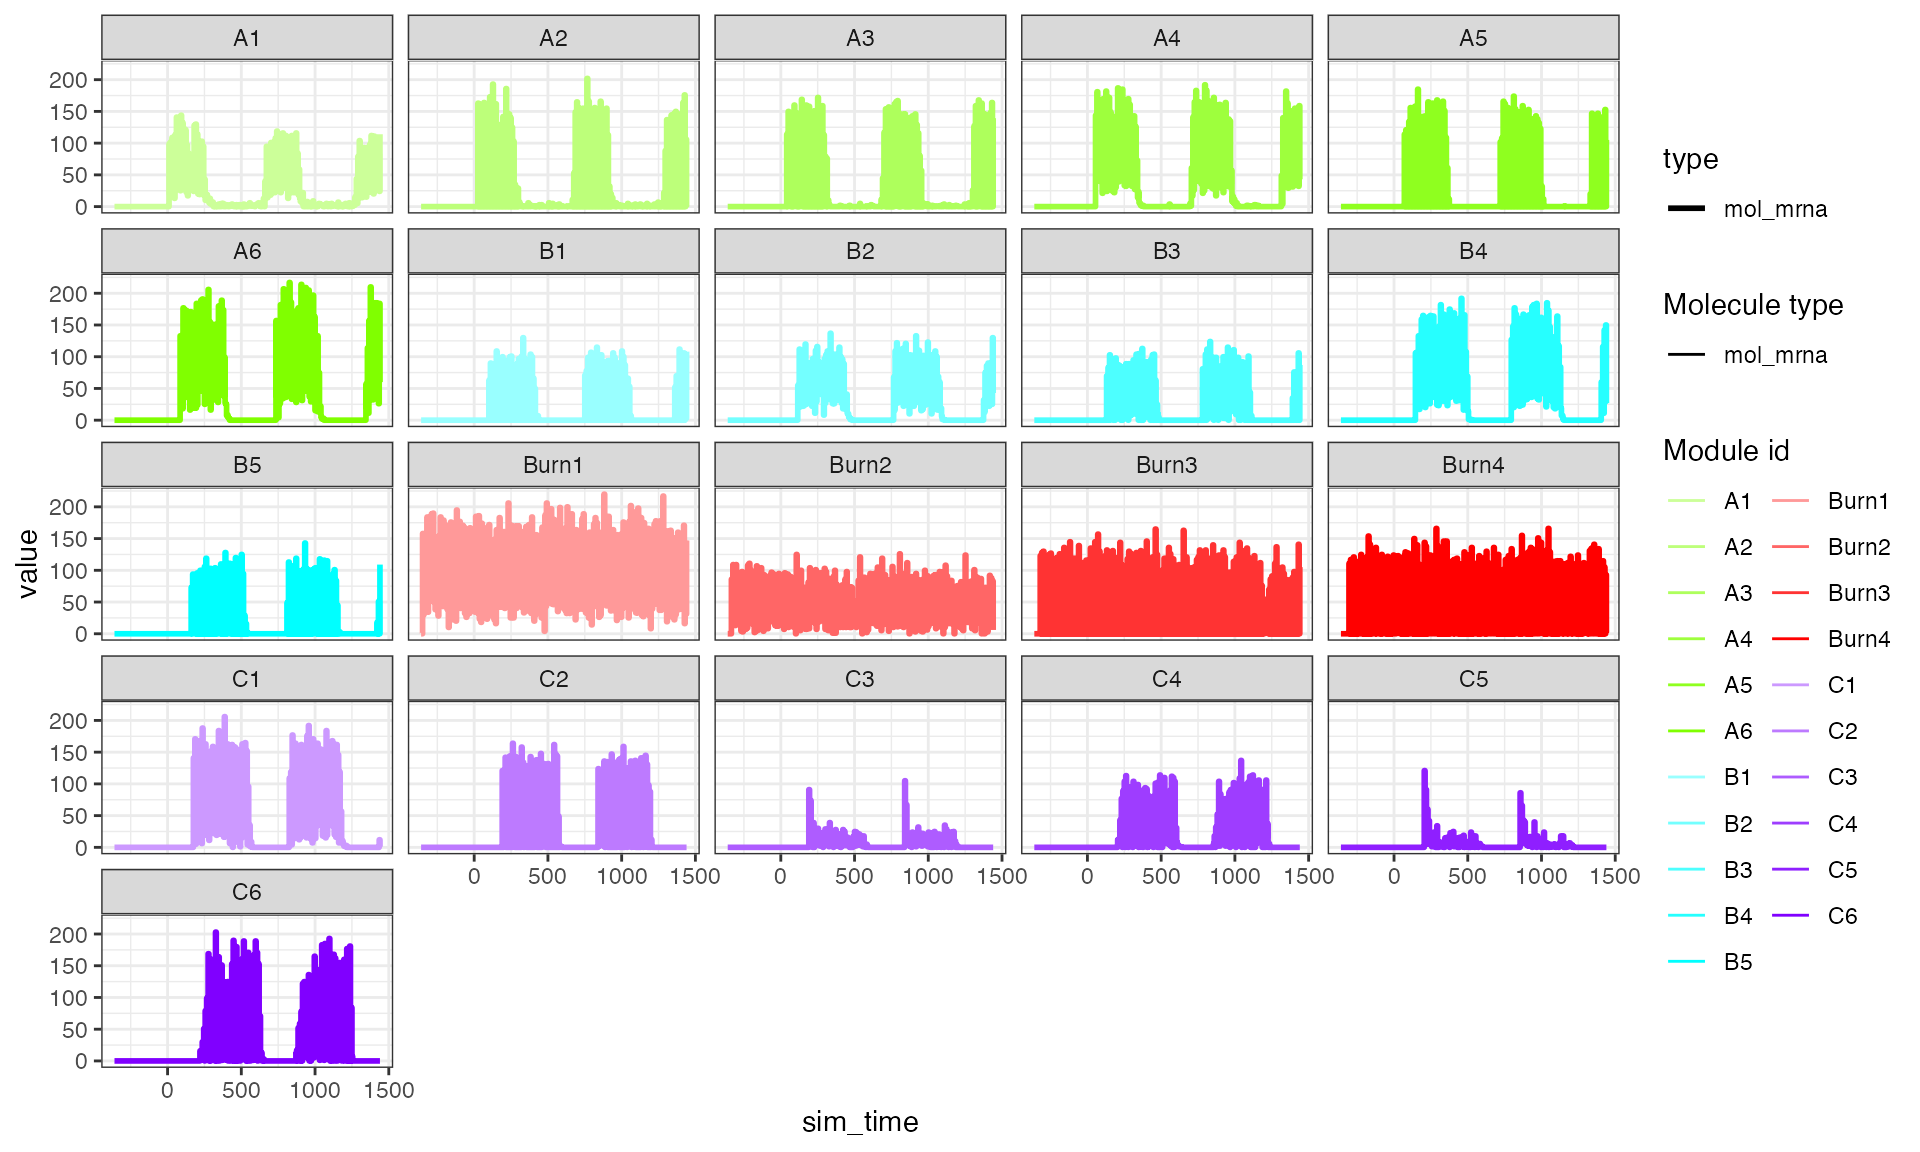 A1 A2 A3 A4 A5
200
150
100
50
0
A6 B1 B2 B3 B4
200
150
100
50
0
B5 Burn1 Burn2 Burn3 Burn4
200
150
100
50
0
C1 C2 C3 C4 C5
200
150
100
50
0
0 500 1000 1500 0 500 1000 1500 0 500 1000 1500 0 500 1000 1500
C6
200
150
100
50
0
0 500 1000 1500
value
sim_time
type
mol_mrna
Molecule type
mol_mrna
Module id
A1 Burn1
A2 Burn2
A3 Burn3
A4 Burn4
A5 C1
A6 C2
B1 C3
B2 C4
B3 C5
B4 C6
B5